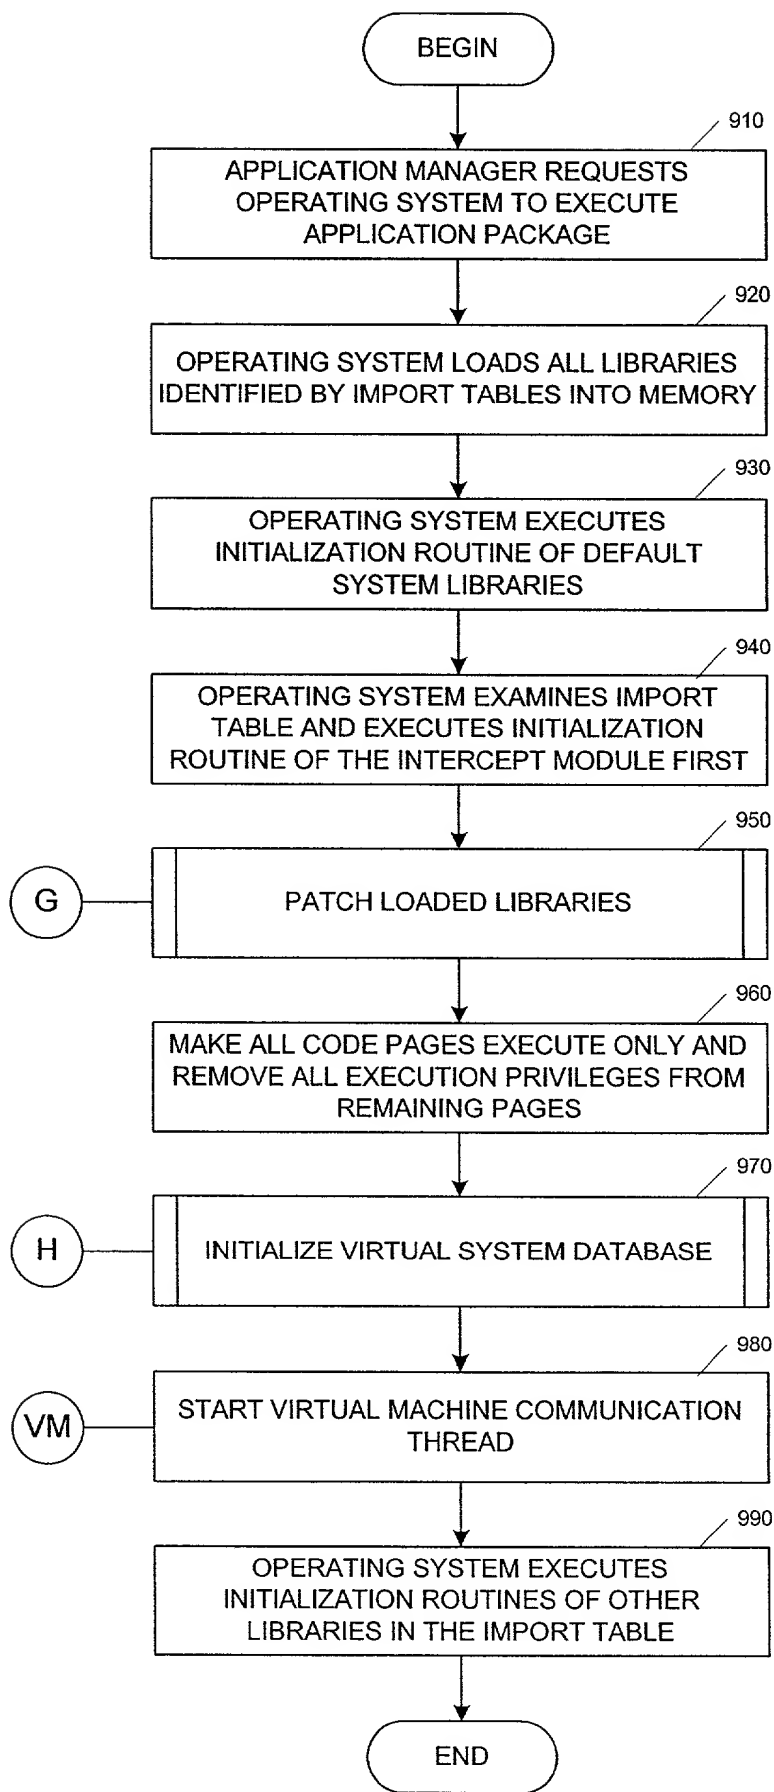 BEGIN
910
APPLICATION MANAGER REQUESTS
OPERATING SYSTEM TO EXECUTE
APPLICATION PACKAGE
920
OPERATING SYSTEM LOADS ALL LIBRARIES
IDENTIFIED BY IMPORT TABLES INTO MEMORY
930
OPERATING SYSTEM EXECUTES
INITIALIZATION ROUTINE OF DEFAULT
SYSTEM LIBRARIES
940
OPERATING SYSTEM EXAMINES IMPORT
TABLE AND EXECUTES INITIALIZATION
ROUTINE OF THE INTERCEPT MODULE FIRST
950
G
PATCH LOADED LIBRARIES
960
MAKE ALL CODE PAGES EXECUTE ONLY AND
REMOVE ALL EXECUTION PRIVILEGES FROM
REMAINING PAGES
970
H
INITIALIZE VIRTUAL SYSTEM DATABASE
980
VM
START VIRTUAL MACHINE COMMUNICATION
THREAD
990
OPERATING SYSTEM EXECUTES
INITIALIZATION ROUTINES OF OTHER
LIBRARIES IN THE IMPORT TABLE
END